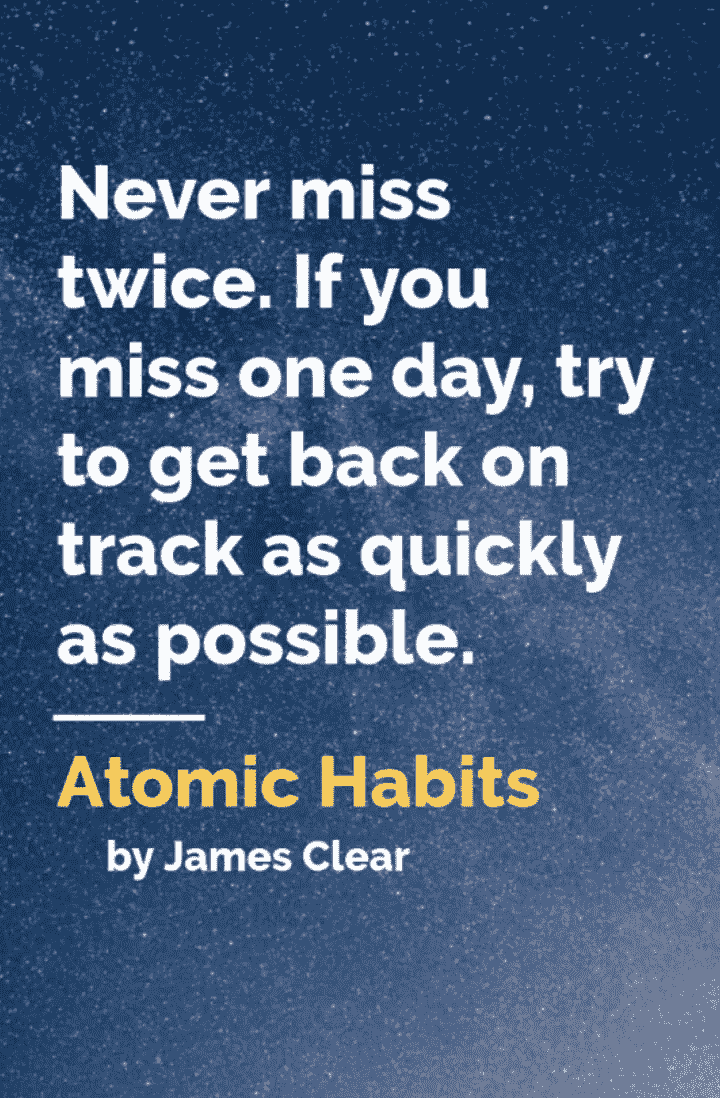 Never miss
twice. If you
miss one day, try
to get back on
track as quickly
as possible.
Atomic Habits
by James Clear